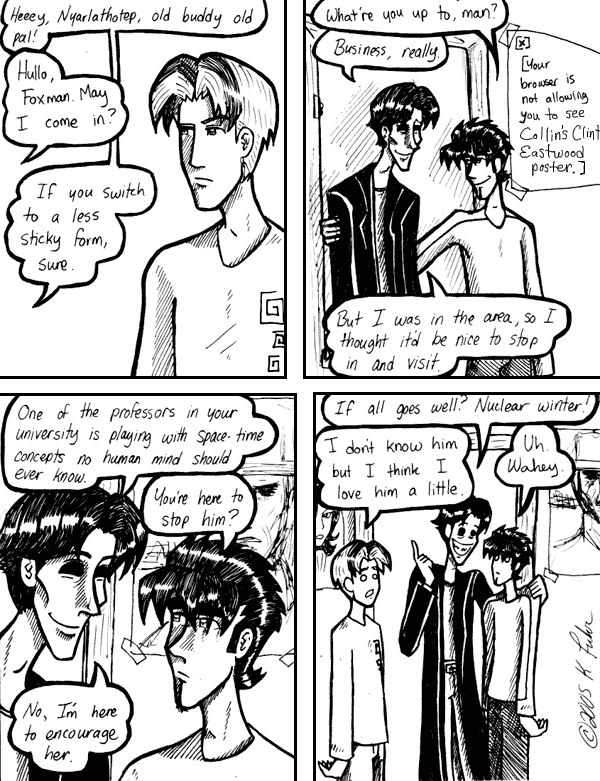 Heeey, Nyarlathotep, old buddy old
pal!
Hullo,
Foxman. May
I come in?
If you switch
to a less
sticky form,
sure.
What're you up to, man?
Business, really
[x]
[Your
browser is
not allowing
you to see
Collin's Clint
Eastwood
poster.]
But I was in the area, so I
thought it'd be nice to stop
in and visit.
One of the professors in your
university is playing with space-time
concepts no human mind should
ever know.
You're here to
stop him?
No, I'm here
to encourage
her.
If all goes well? Nuclear winter!
I don't know him
but I think I
love him a little.
Uh.
Wahey.
©2005 K